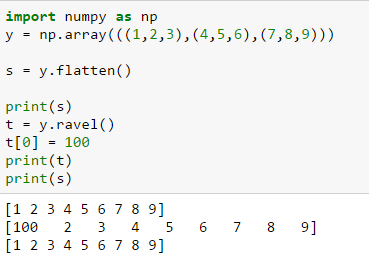 import numpy as np
y = np.array(((1,2,3),(4,5,6),(7,8,9)))
s = y.flatten()
print(s)
t = y.ravel()
t[0] = 100
print(t)
print(s)
[1 2 3 4 5 6 7 8 9]
[100   2   3   4   5   6   7   8   9]
[1 2 3 4 5 6 7 8 9]